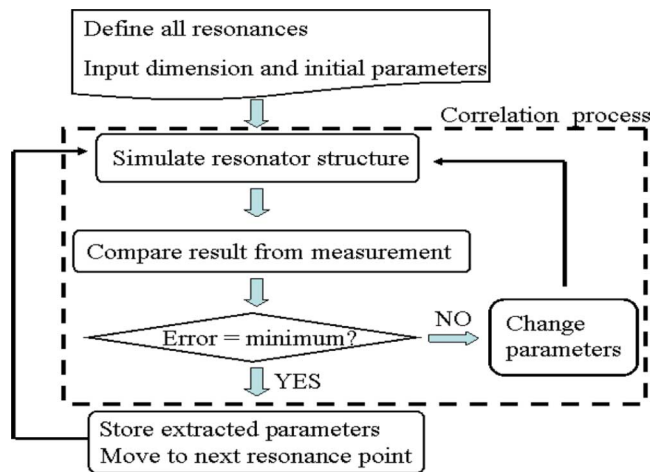 Define all resonances
Input dimension and initial parameters
Correlation process
Simulate resonator structure
Compare result from measurement
Error = minimum?
NO
Change
parameters
YES
Store extracted parameters
Move to next resonance point